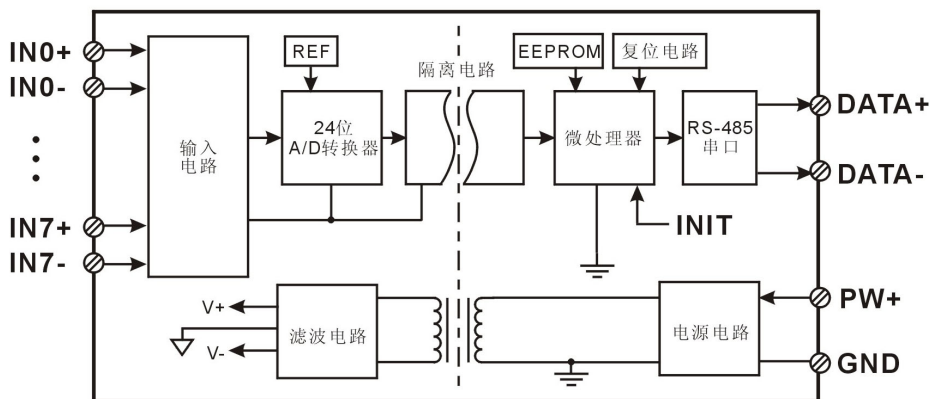 IN0+
IN0-
IN7+
IN7-
输入
电路
REF
24位
A/D转换器
隔离电路
EEPROM
复位电路
微处理器
RS-485
串口
INIT
DATA+
DATA-
V+
V-
滤波电路
电源电路
PW+
GND